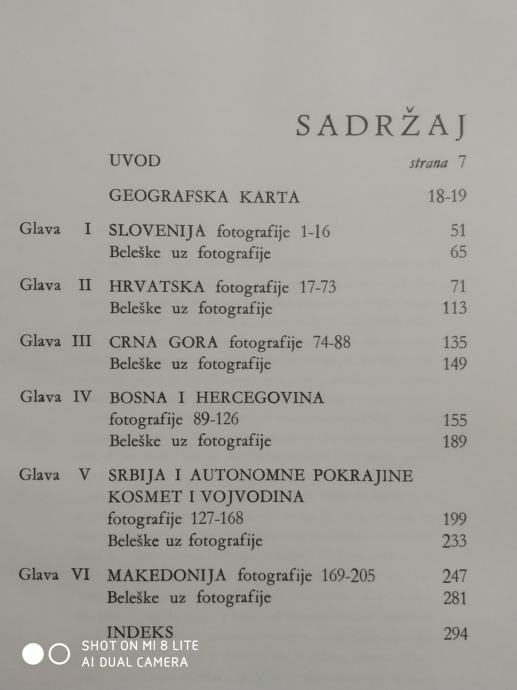 SADRŽAJ
UVOD strana 7
GEOGRAFSKA KARTA 18-19
Glava I SLOVENIJA fotografije 1-16 51
Beleške uz fotografije 65
Glava II HRVATSKA fotografije 17-73 71
Beleške uz fotografije 113
Glava III CRNA GORA fotografije 74-88 135
Beleške uz fotografije 149
Glava IV BOSNA I HERCEGOVINA
fotografije 89-126 155
Beleške uz fotografije 189
Glava V SRBIJA I AUTONOMNE POKRAJINE
KOSMET I VOJVODINA
fotografije 127-168 199
Beleške uz fotografije 233
Glava VI MAKEDONIJA fotografije 169-205 247
Beleške uz fotografije 281
INDEKS 294
SHOT ON MI 8 LITE
AI DUAL CAMERA